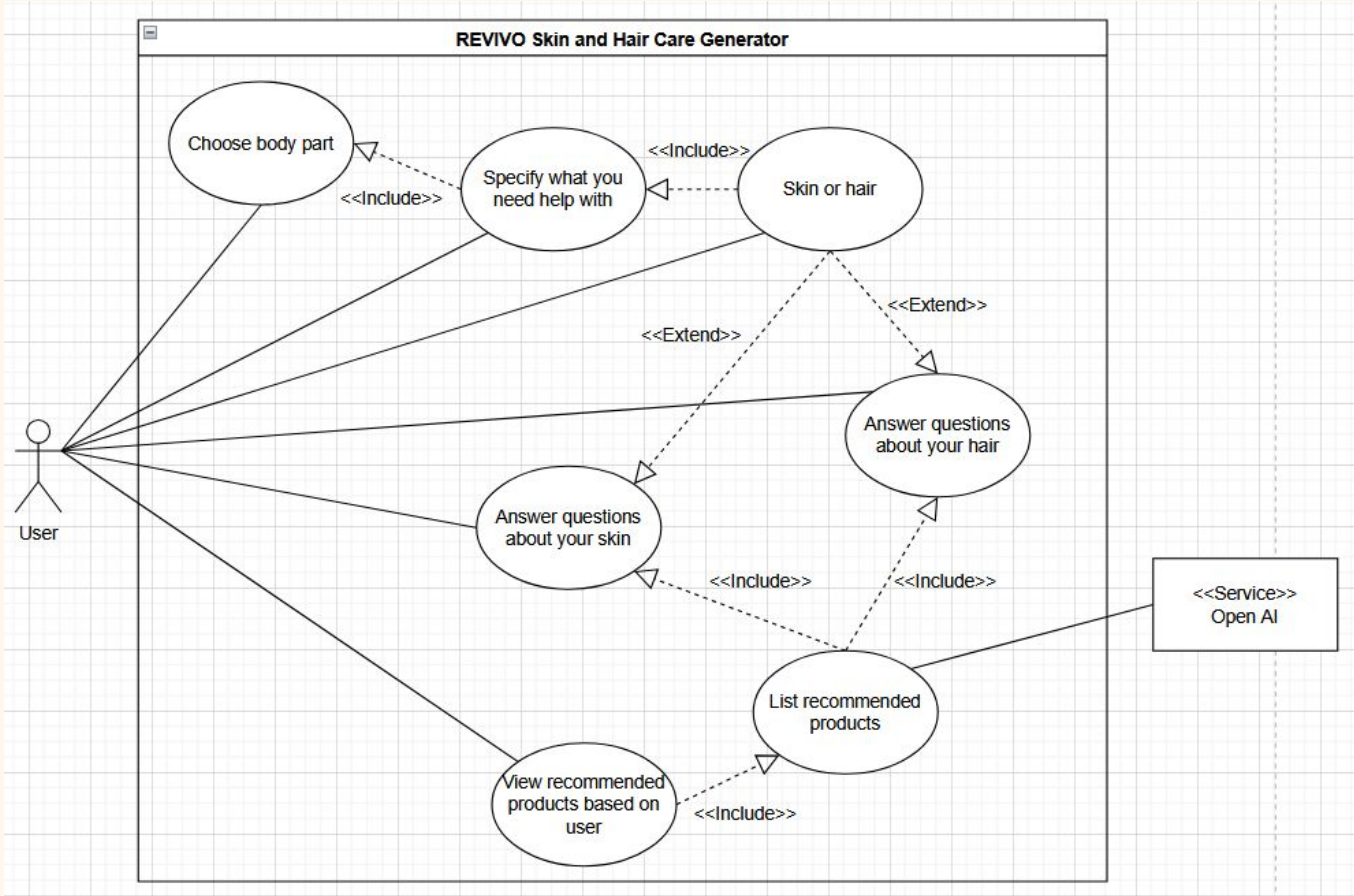 REVIVO Skin and Hair Care Generator
Choose body part
<<Include>>
Specify what you
need help with
<<Include>>
Skin or hair
<<Extend>>
<<Extend>>
Answer questions
about your hair
User
Answer questions
about your skin
<<Include>>
<<Include>>
<<Service>>
Open AI
List recommended
products
View recommended
products based on
user
<<Include>>